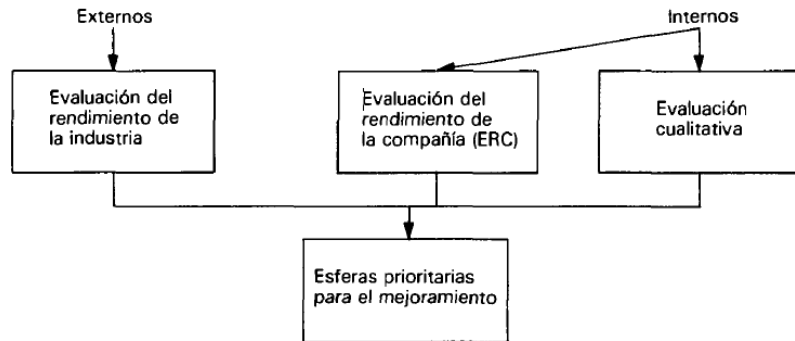 Externos
Internos
Evaluación del
rendimiento de
la industria
Evaluación del
rendimiento de
la compañía (ERC)
Evaluación
cualitativa
Esferas prioritarias
para el mejoramiento